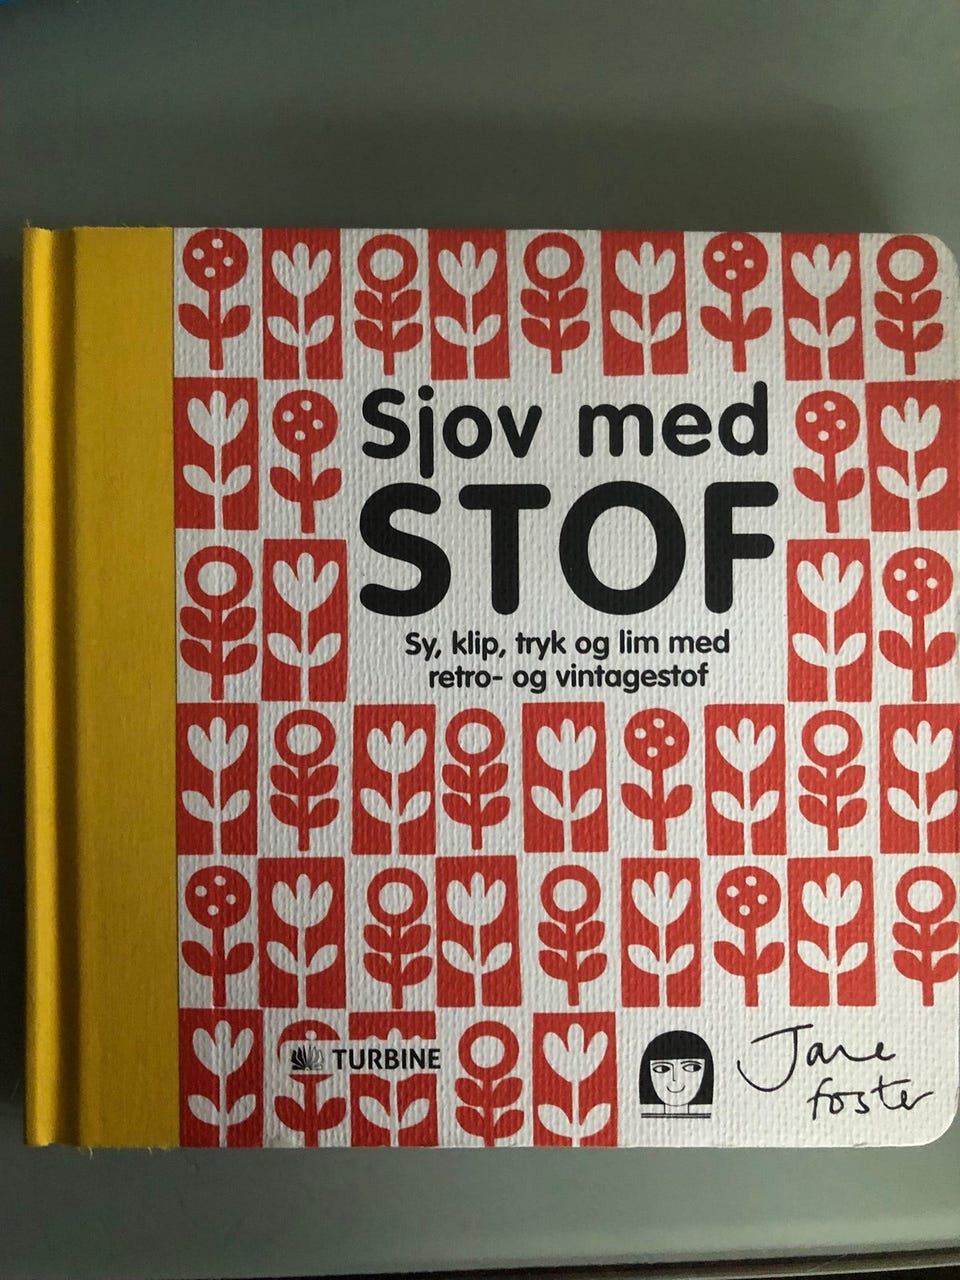 Sjov med
STOF
Sy, klip, tryk og lim med
retro- og vintagestof
TURBINE
Jane
foster